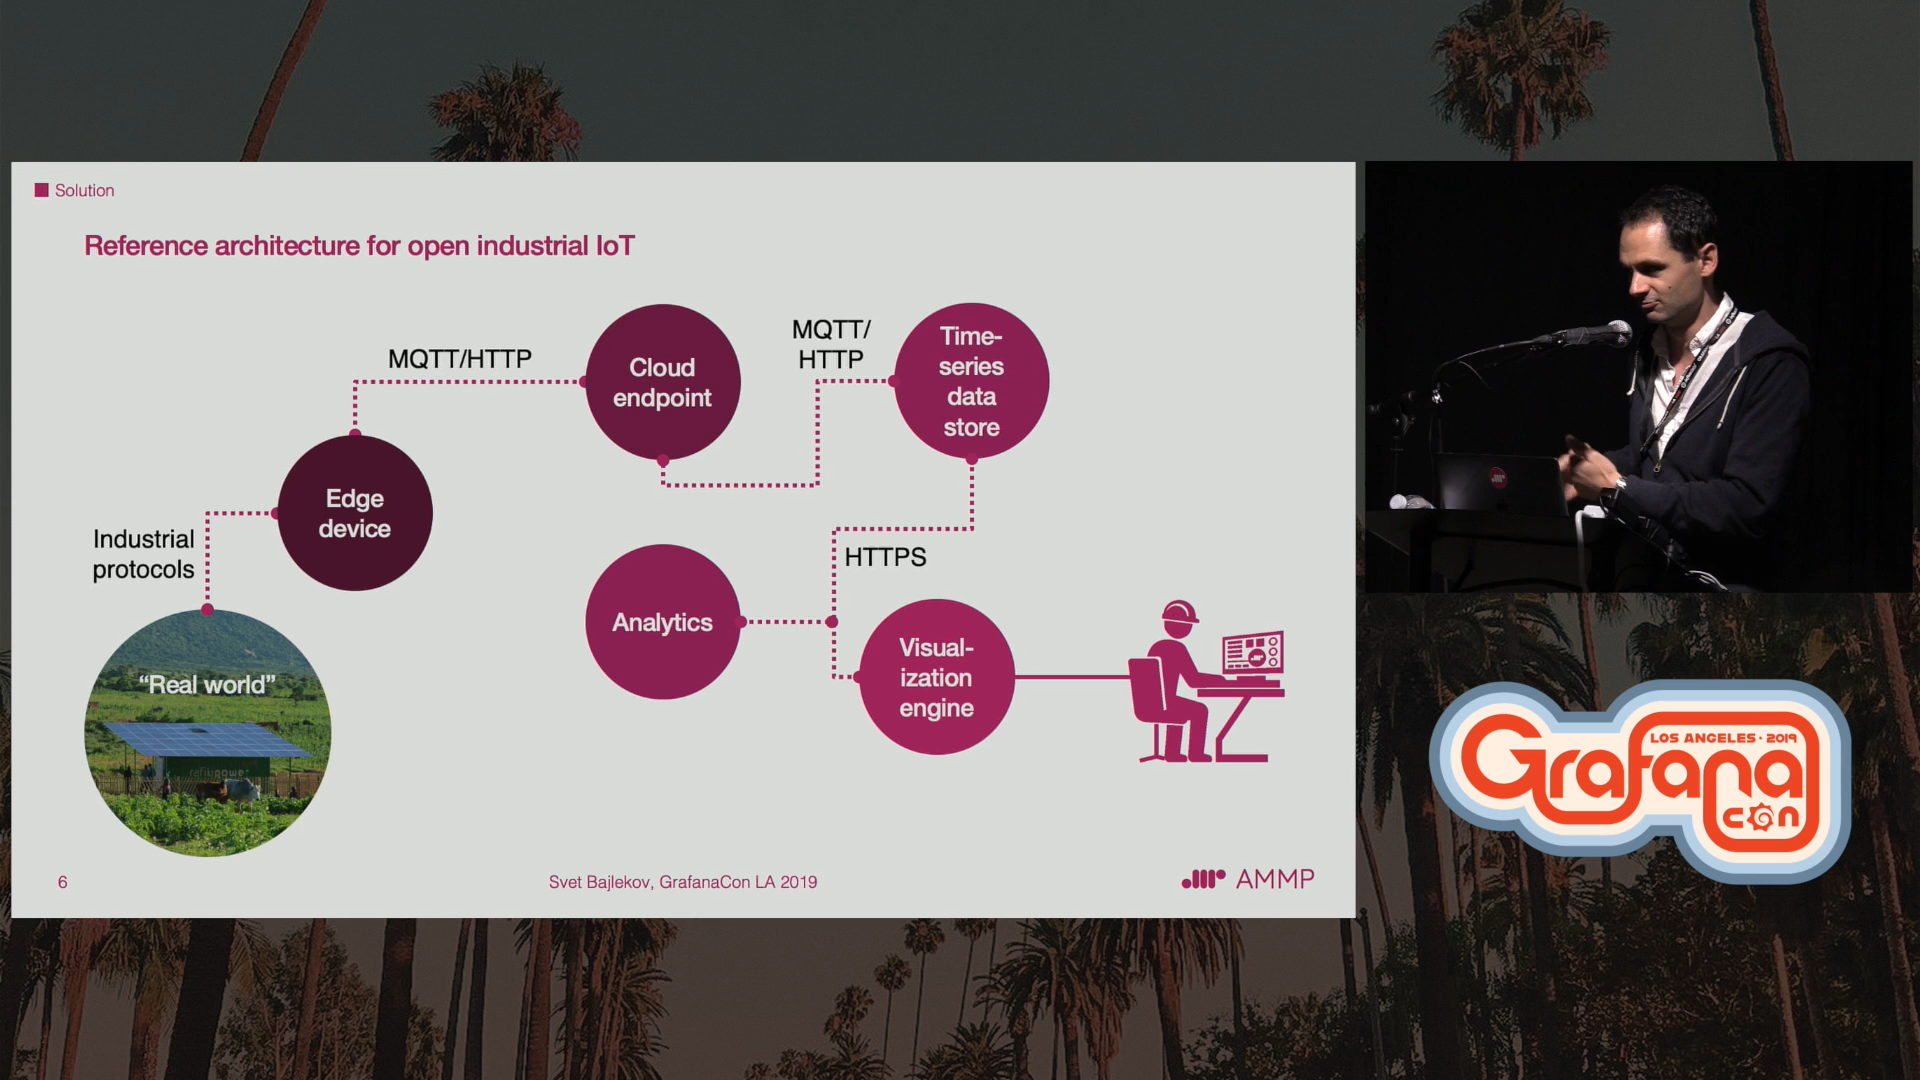 Solution
Reference architecture for open industrial IoT
MQTT/HTTP
Cloud
endpoint
MQTT/
HTTP
Time-
series
data
store
Edge
device
Industrial
protocols
HTTPS
Analytics
Visual-
ization
engine
“Real world”
6
Svet Bajlekov, GrafanaCon LA 2019
AMMP
LOS ANGELES · 2019
Grafana
con